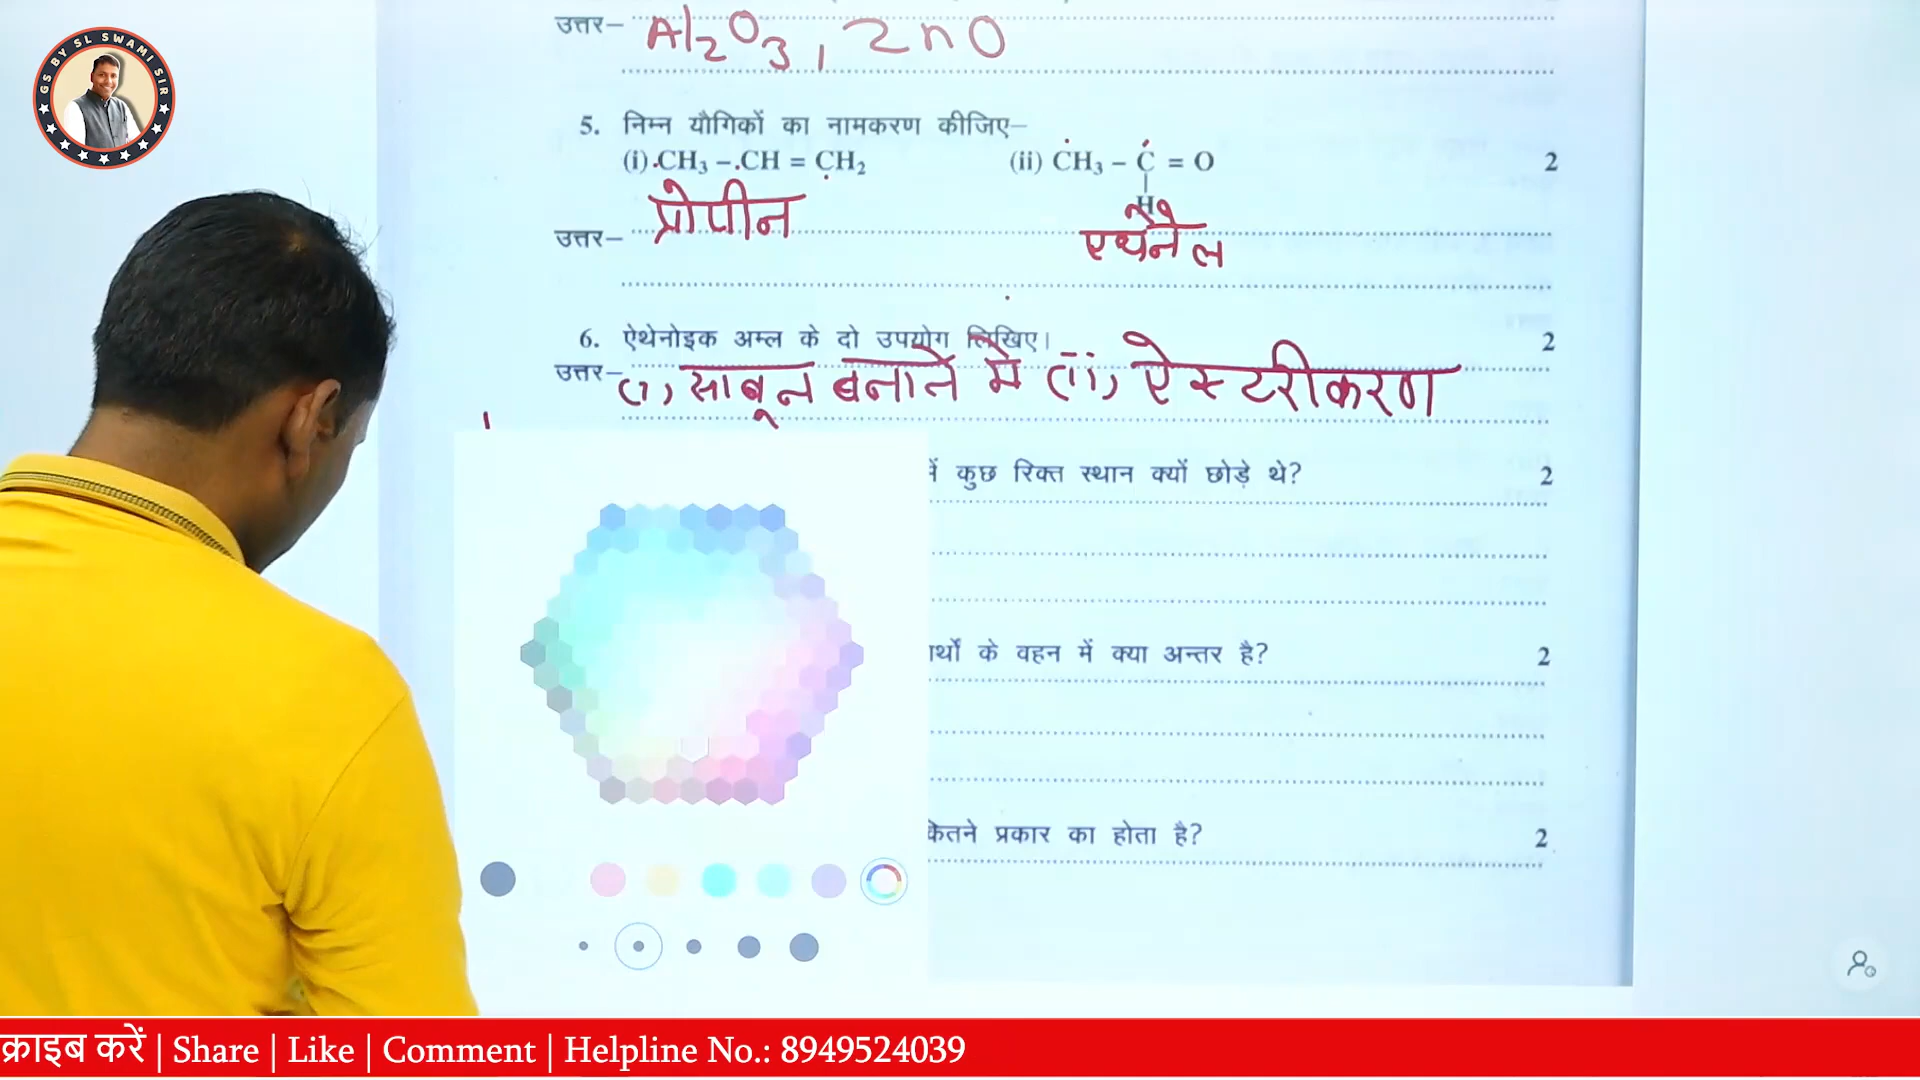 GS BY SL SWAMI SIR
उत्तर– Al2O3, ZnO
5. निम्न यौगिकों का नामकरण कीजिए–
(i) CH3 – CH = CH2 (ii) CH3 – C = O 2
H
उत्तर– प्रोपीन एथेनैल
6. ऐथेनोइक अम्ल के दो उपयोग लिखिए। 2
उत्तर– (i) साबून बनाने में (ii) ऐस्टरीकरण
में कुछ रिक्त स्थान क्यों छोड़े थे? 2
के वहन में क्या अन्तर है? 2
कितने प्रकार का होता है? 2
क्राइब करें | Share | Like | Comment | Helpline No.: 8949524039